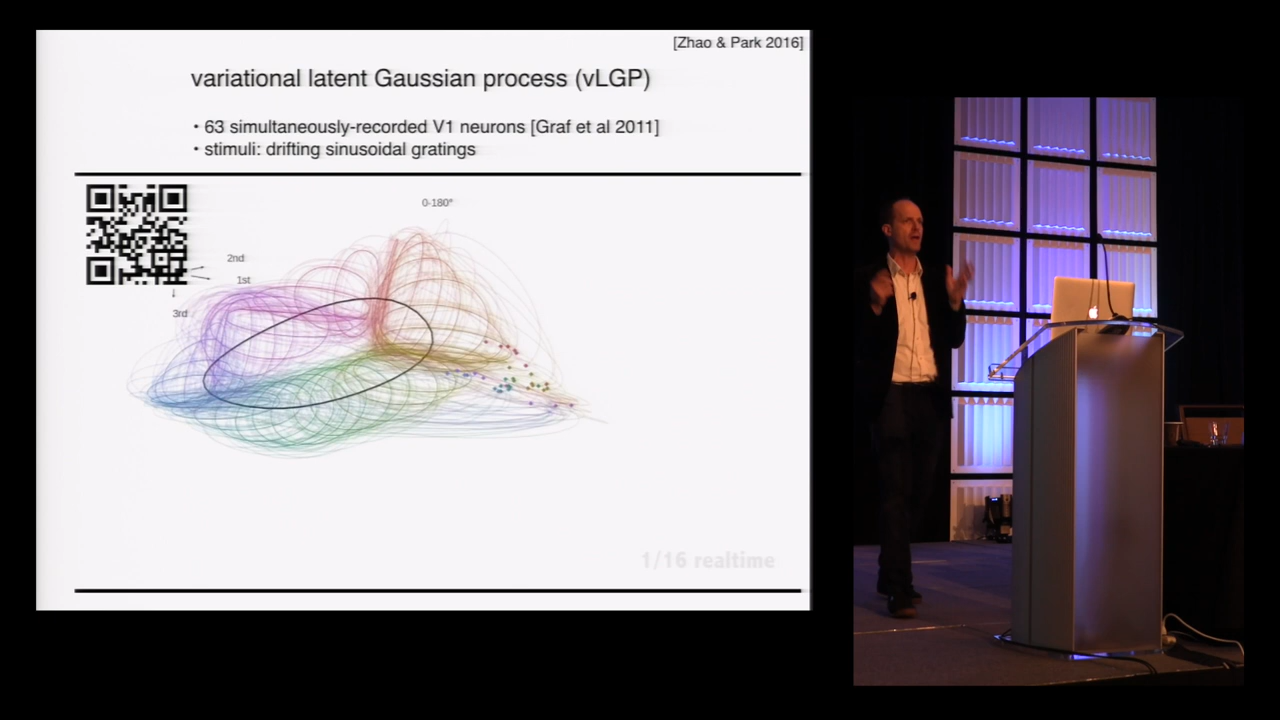 [Zhao & Park 2016]
variational latent Gaussian process (vLGP)
• 63 simultaneously-recorded V1 neurons [Graf et al 2011]
• stimuli: drifting sinusoidal gratings
0-180°
2nd
1st
3rd
1/16 realtime